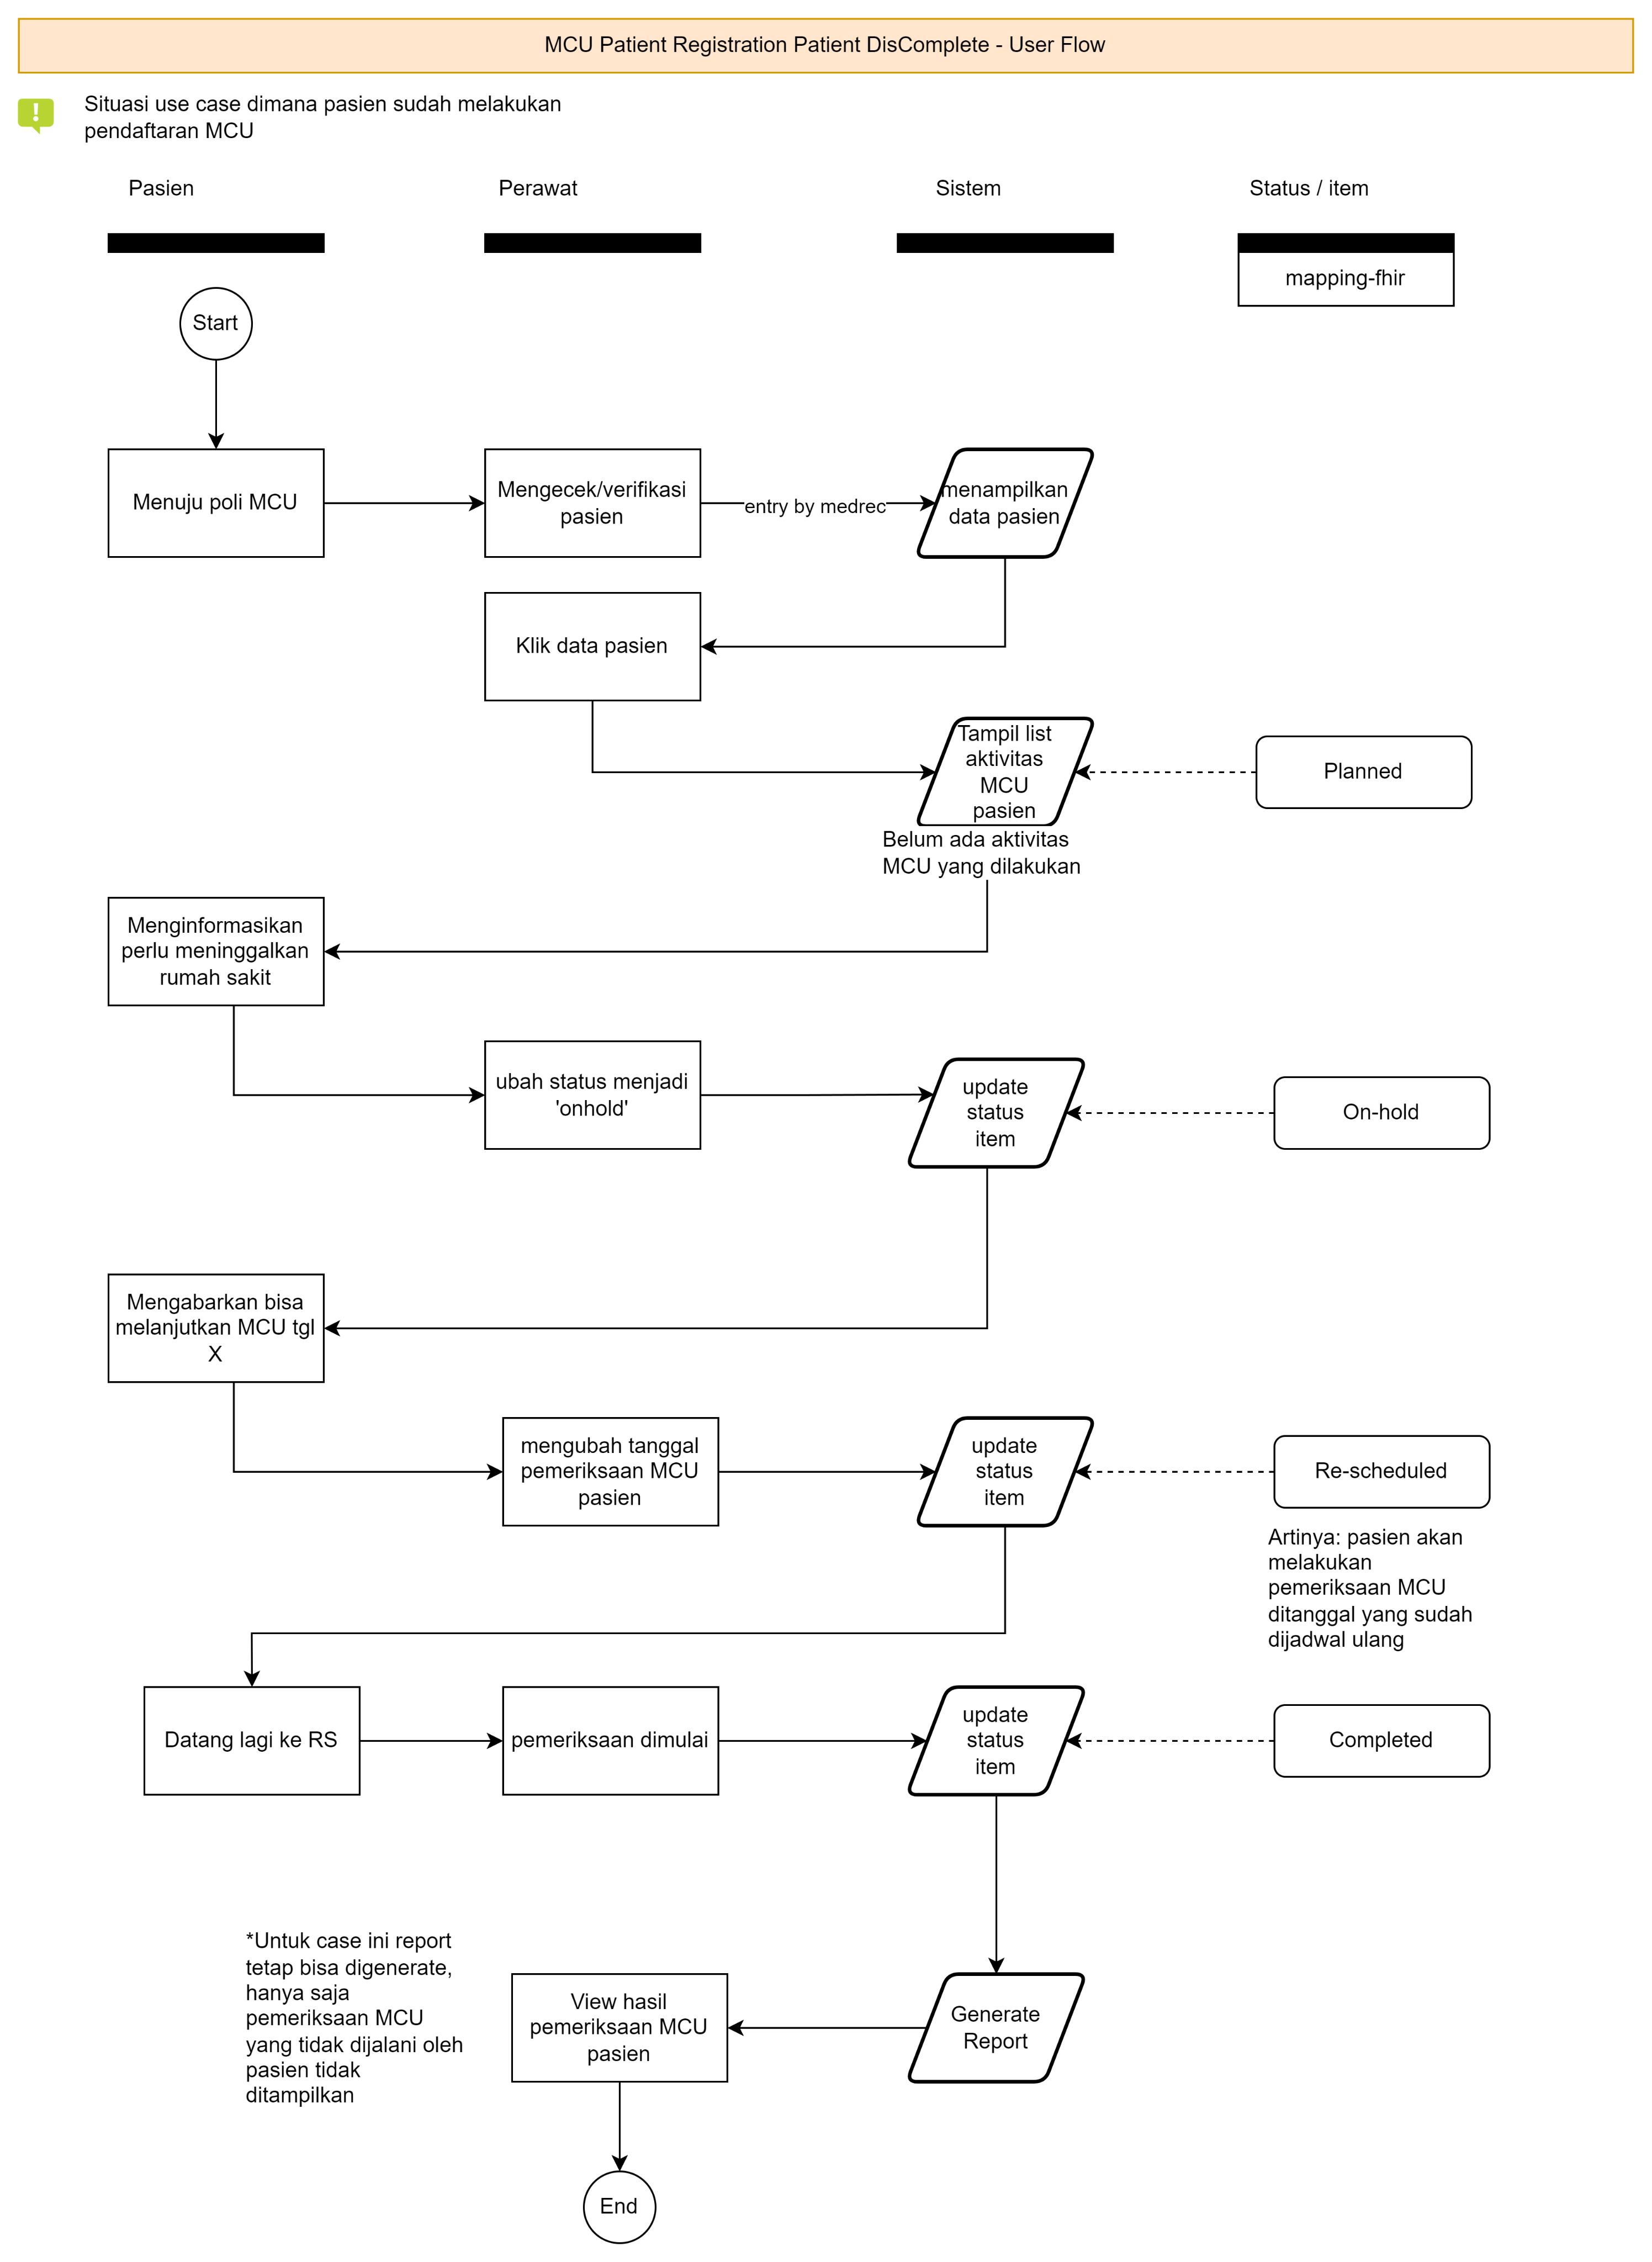 MCU Patient Registration Patient DisComplete - User Flow
Situasi use case dimana pasien sudah melakukan
pendaftaran MCU
Pasien
Perawat
Sistem
Status / item
mapping-fhir
Start
Menuju poli MCU
Mengecek/verifikasi
pasien
entry by medrec
menampilkan
data pasien
Klik data pasien
Tampil list
aktivitas
MCU
pasien
Planned
Belum ada aktivitas
MCU yang dilakukan
Menginformasikan
perlu meninggalkan
rumah sakit
ubah status menjadi
'onhold'
update
status
item
On-hold
Mengabarkan bisa
melanjutkan MCU tgl
X
mengubah tanggal
pemeriksaan MCU
pasien
update
status
item
Re-scheduled
Artinya: pasien akan
melakukan
pemeriksaan MCU
ditanggal yang sudah
dijadwal ulang
Datang lagi ke RS
pemeriksaan dimulai
update
status
item
Completed
*Untuk case ini report
tetap bisa digenerate,
hanya saja
pemeriksaan MCU
yang tidak dijalani oleh
pasien tidak
ditampilkan
View hasil
pemeriksaan MCU
pasien
Generate
Report
End